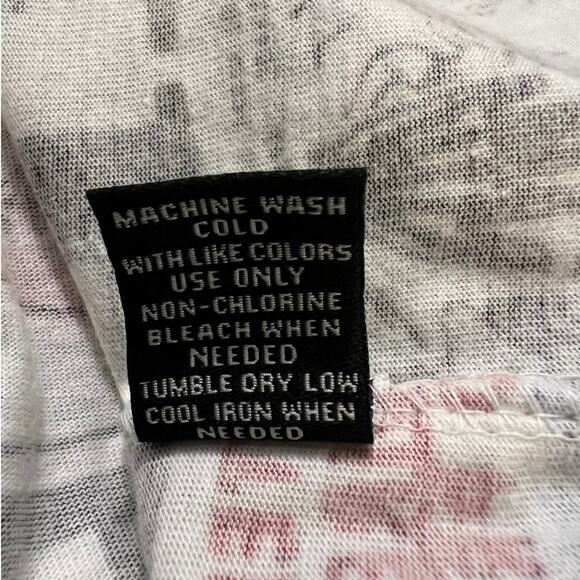 MACHINE WASH
COLD
WITH LIKE COLORS
USE ONLY
NON-CHLORINE
BLEACH WHEN
NEEDED
TUMBLE DRY LOW
COOL IRON WHEN
NEEDED